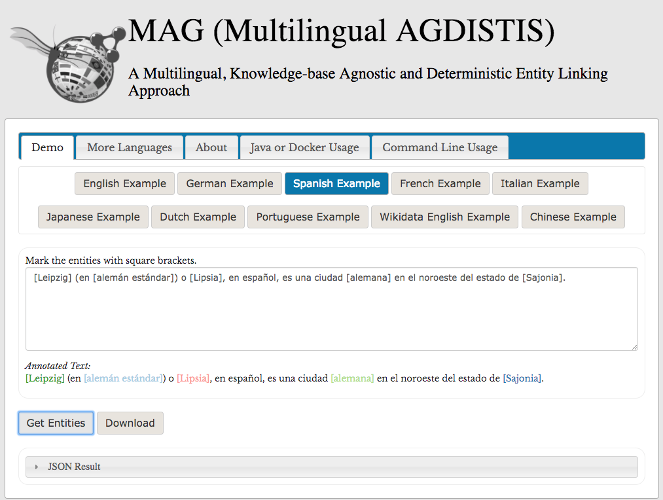 MAG (Multilingual AGDISTIS)
A Multilingual, Knowledge-base Agnostic and Deterministic Entity Linking
Approach
Demo More Languages About Java or Docker Usage Command Line Usage
English Example German Example Spanish Example French Example Italian Example
Japanese Example Dutch Example Portuguese Example Wikidata English Example Chinese Example
Mark the entities with square brackets.
[Leipzig] (en [alemán estándar]) o [Lipsia], en español, es una ciudad [alemana] en el noroeste del estado de [Sajonia].
Annotated Text:
[Leipzig] (en [alemán estándar]) o [Lipsia], en español, es una ciudad [alemana] en el noroeste del estado de [Sajonia].
Get Entities Download
JSON Result